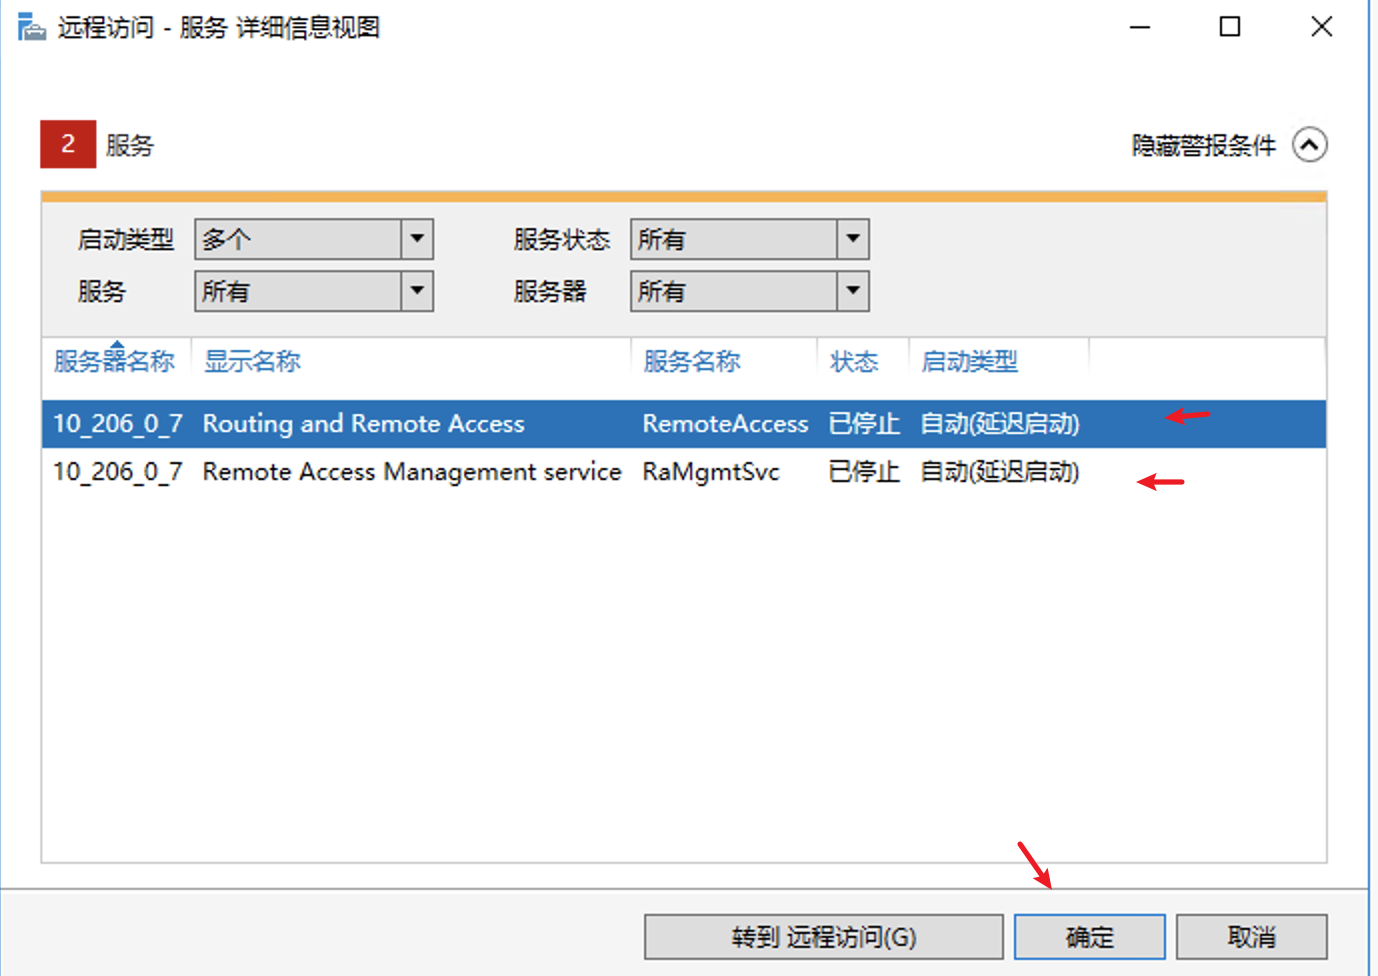 远程访问 - 服务 详细信息视图
2 服务 隐藏警报条件
启动类型 多个 服务状态 所有
服务 所有 服务器 所有
服务器名称 显示名称 服务名称 状态 启动类型
10_206_0_7 Routing and Remote Access RemoteAccess 已停止 自动(延迟启动)
10_206_0_7 Remote Access Management service RaMgmtSvc 已停止 自动(延迟启动)
转到 远程访问(G) 确定 取消